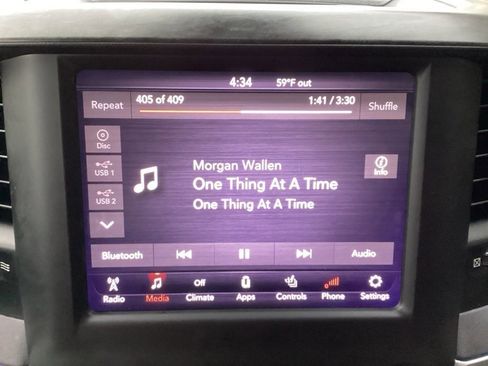 4:34 59°F out
Repeat 405 of 409 1:41 / 3:30 Shuffle
Disc
USB 1
USB 2
Morgan Wallen
One Thing At A Time
One Thing At A Time
Info
Bluetooth Audio
Off
Radio Media Climate Apps Controls Phone Settings